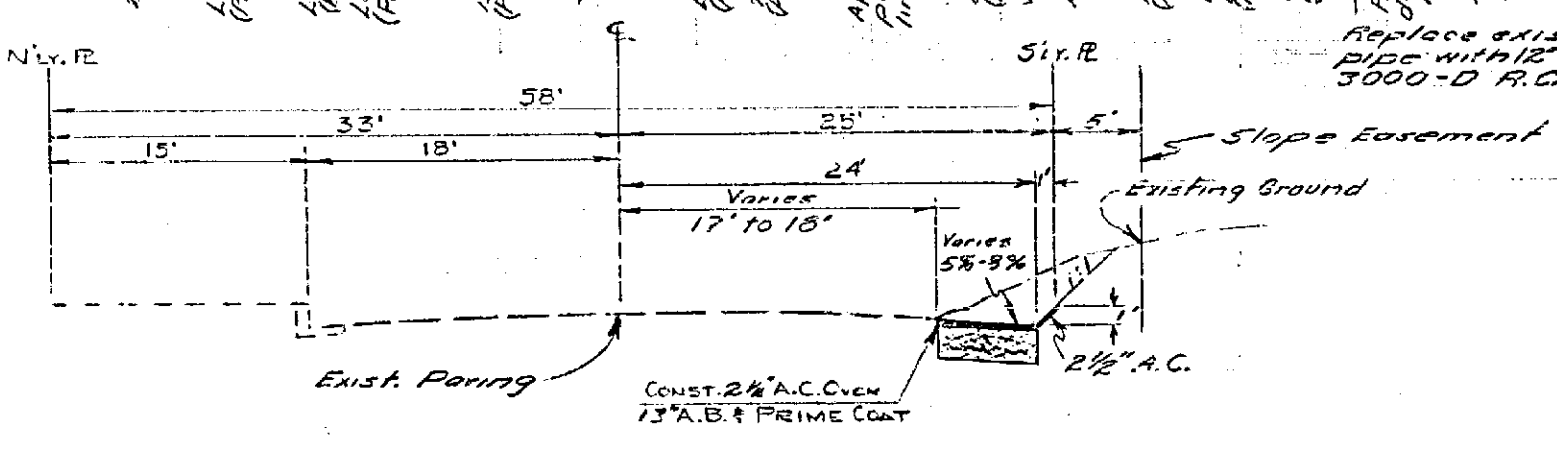 N'ly. PL
℄
S'ly. PL
Replace exis
pipe with 12"
3000-D R.C.
58'
33'
25'
5'
Slope Easement
15'
18'
24'
1'
Existing Ground
Varies
17' to 18'
Varies
5%-8%
1'
2½" A.C.
Exist. Paving
CONST. 2½" A.C. OVER
13" A.B. & PRIME COAT